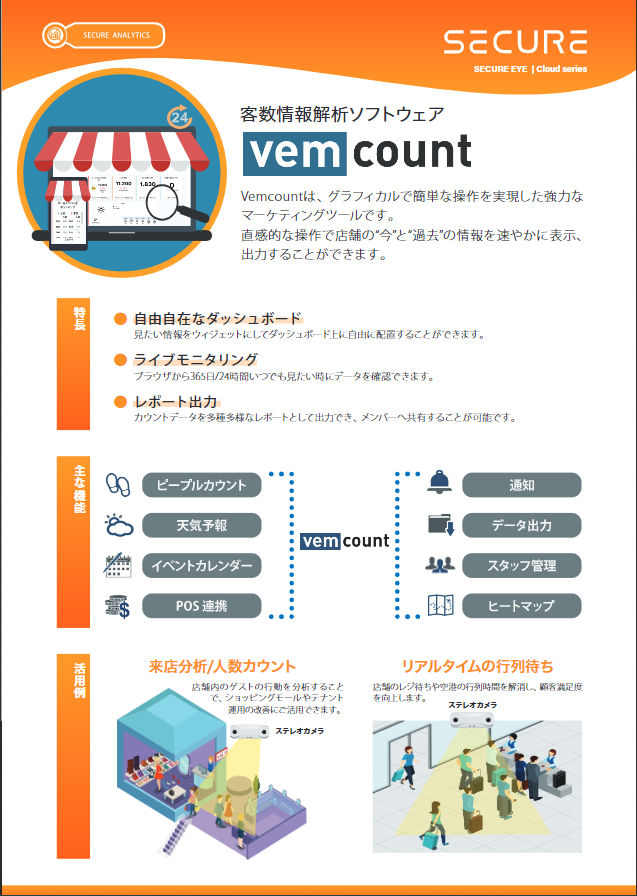 SECURE ANALYTICS
SECURE
SECURE EYE | Cloud series
24
客数情報解析ソフトウェア
vemcount
Vemcountは、グラフィカルで簡単な操作を実現した強力な
マーケティングツールです。
直感的な操作で店舗の“今”と“過去”の情報を速やかに表示、
出力することができます。
11.200
1.830
特長
自由自在なダッシュボード
見たい情報をウィジェットにしてダッシュボード上に自由に配置することができます。
ライブモニタリング
ブラウザから365日/24時間いつでも見たい時にデータを確認できます。
レポート出力
カウントデータを多種多様なレポートとして出力でき、メンバーへ共有することが可能です。
主な機能
ピープルカウント
天気予報
イベントカレンダー
POS 連携
vemcount
通知
データ出力
スタッフ管理
ヒートマップ
活用例
来店分析/人数カウント
店舗内のゲストの行動を分析すること
で、ショッピングモールやテナント
運用の改善にご活用できます。
ステレオカメラ
リアルタイムの行列待ち
店舗のレジ待ちや空港の行列時間を解消し、顧客満足度
を向上します。
ステレオカメラ